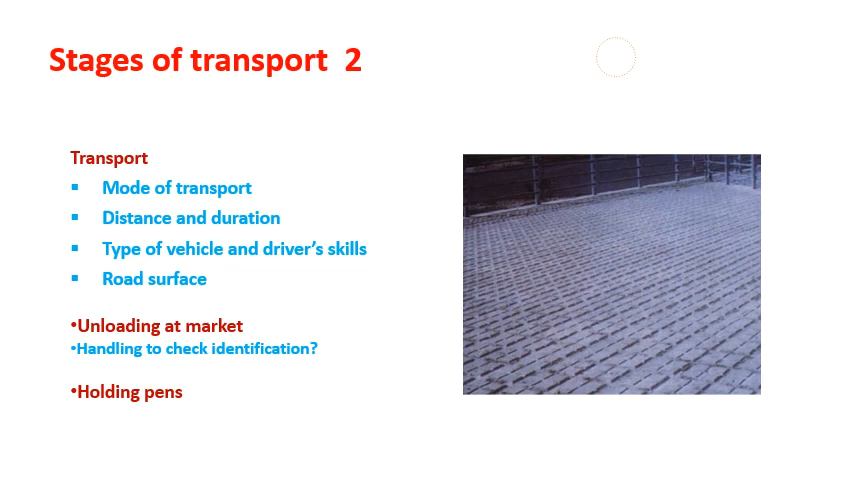 Stages of transport 2
Transport
▪ Mode of transport
▪ Distance and duration
▪ Type of vehicle and driver’s skills
▪ Road surface
•Unloading at market
•Handling to check identification?
•Holding pens